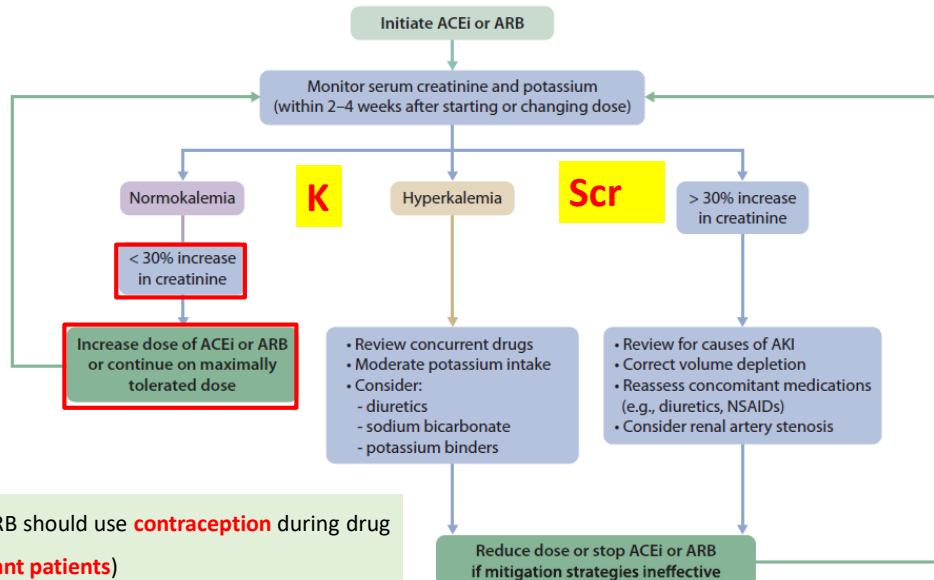 Initiate ACEi or ARB
Monitor serum creatinine and potassium
(within 2–4 weeks after starting or changing dose)
Normokalemia
K
Hyperkalemia
Scr
> 30% increase
in creatinine
< 30% increase
in creatinine
Increase dose of ACEi or ARB
or continue on maximally
tolerated dose
• Review concurrent drugs
• Moderate potassium intake
• Consider:
- diuretics
- sodium bicarbonate
- potassium binders
• Review for causes of AKI
• Correct volume depletion
• Reassess concomitant medications
(e.g., diuretics, NSAIDs)
• Consider renal artery stenosis
RB should use contraception during drug
ant patients)
Reduce dose or stop ACEi or ARB
if mitigation strategies ineffective